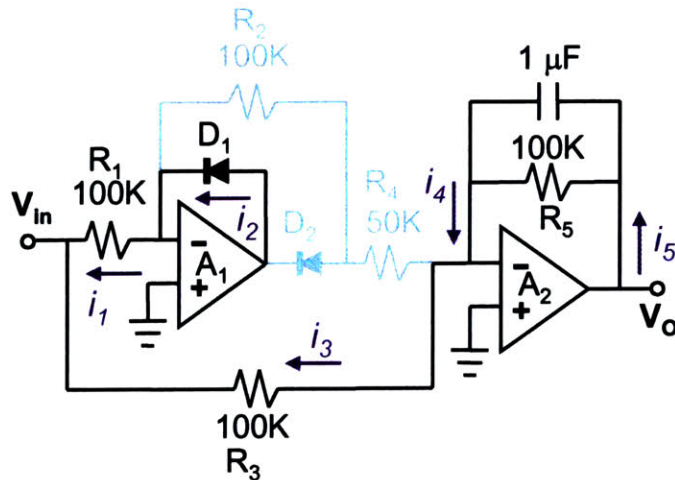 R2
100K
1 μF
D1
R1
100K
100K
R4
50K
i4
Vin
i2
R5
D2
i5
− A1 +
− A2 +
i1
VO
i3
100K
R3